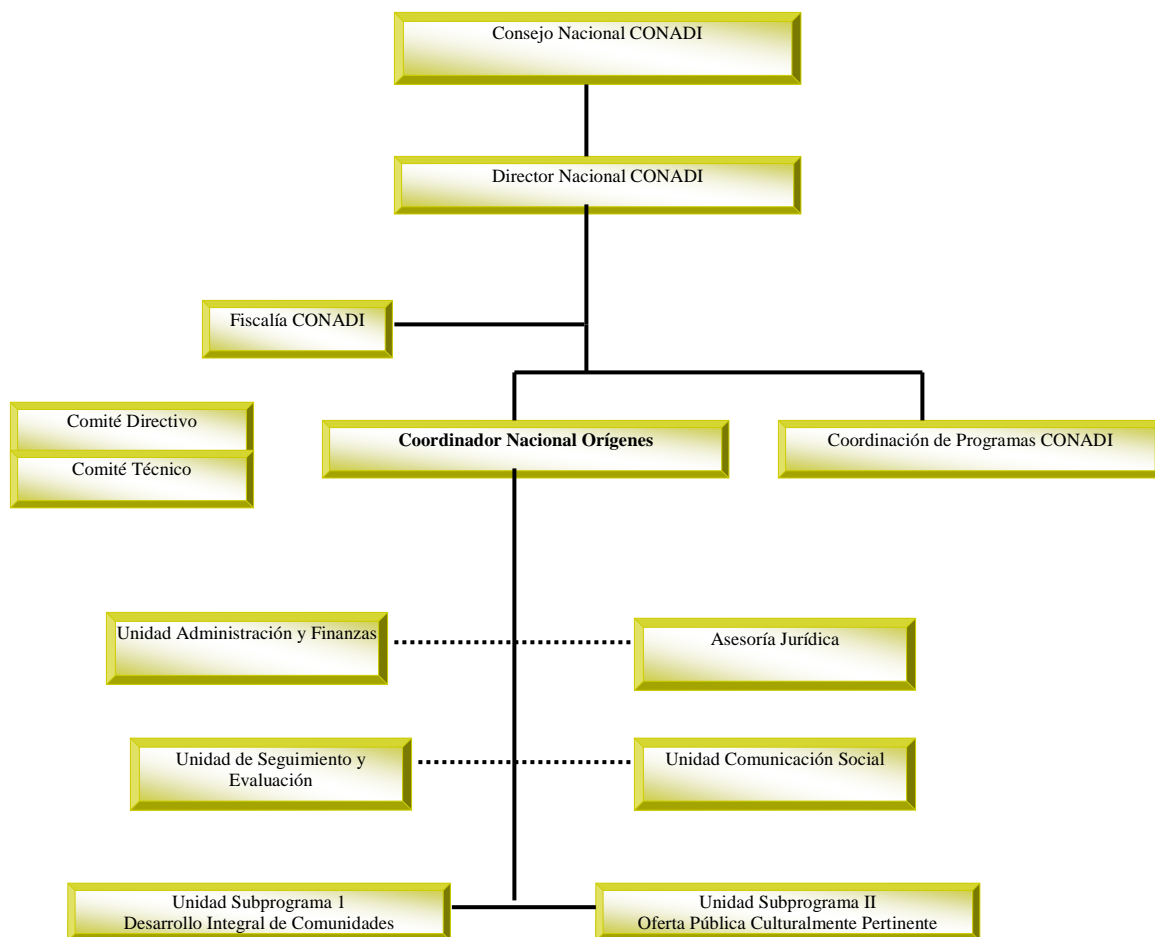 Consejo Nacional CONADI
Director Nacional CONADI
Fiscalía CONADI
Comité Directivo
Comité Técnico
Coordinador Nacional Orígenes
Coordinación de Programas CONADI
Unidad Administración y Finanzas
Asesoría Jurídica
Unidad de Seguimiento y
Evaluación
Unidad Comunicación Social
Unidad Subprograma 1
Desarrollo Integral de Comunidades
Unidad Subprograma II
Oferta Pública Culturalmente Pertinente